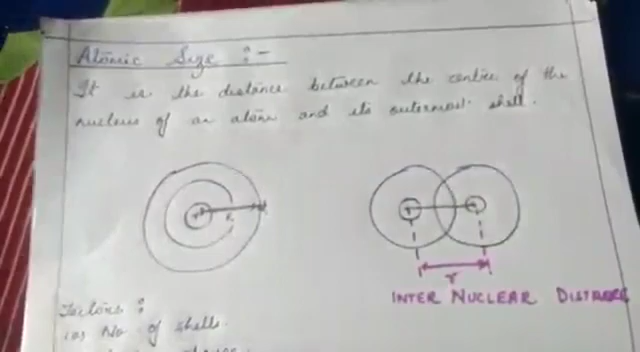 Atomic Size :-
It is the distance between the centre of the
nucleus of an atom and its outermost shell.
r
INTER NUCLEAR DISTANCE
Factors :
(a) No of shells.